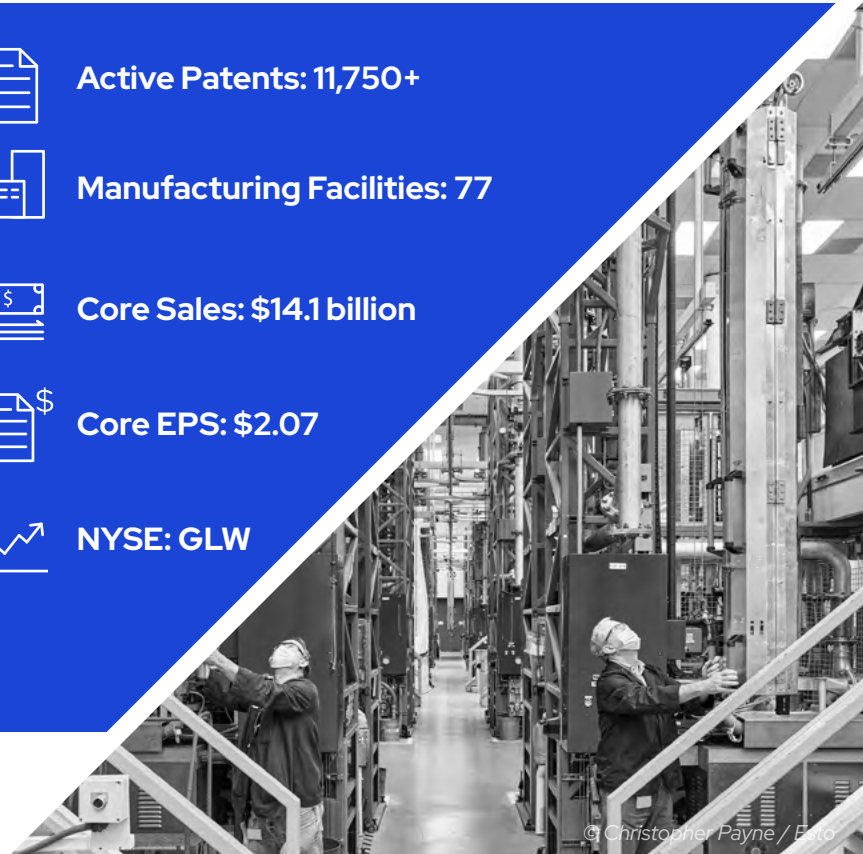 Active Patents: 11,750+
Manufacturing Facilities: 77
Core Sales: $14.1 billion
Core EPS: $2.07
NYSE: GLW
© Christopher Payne / Esto